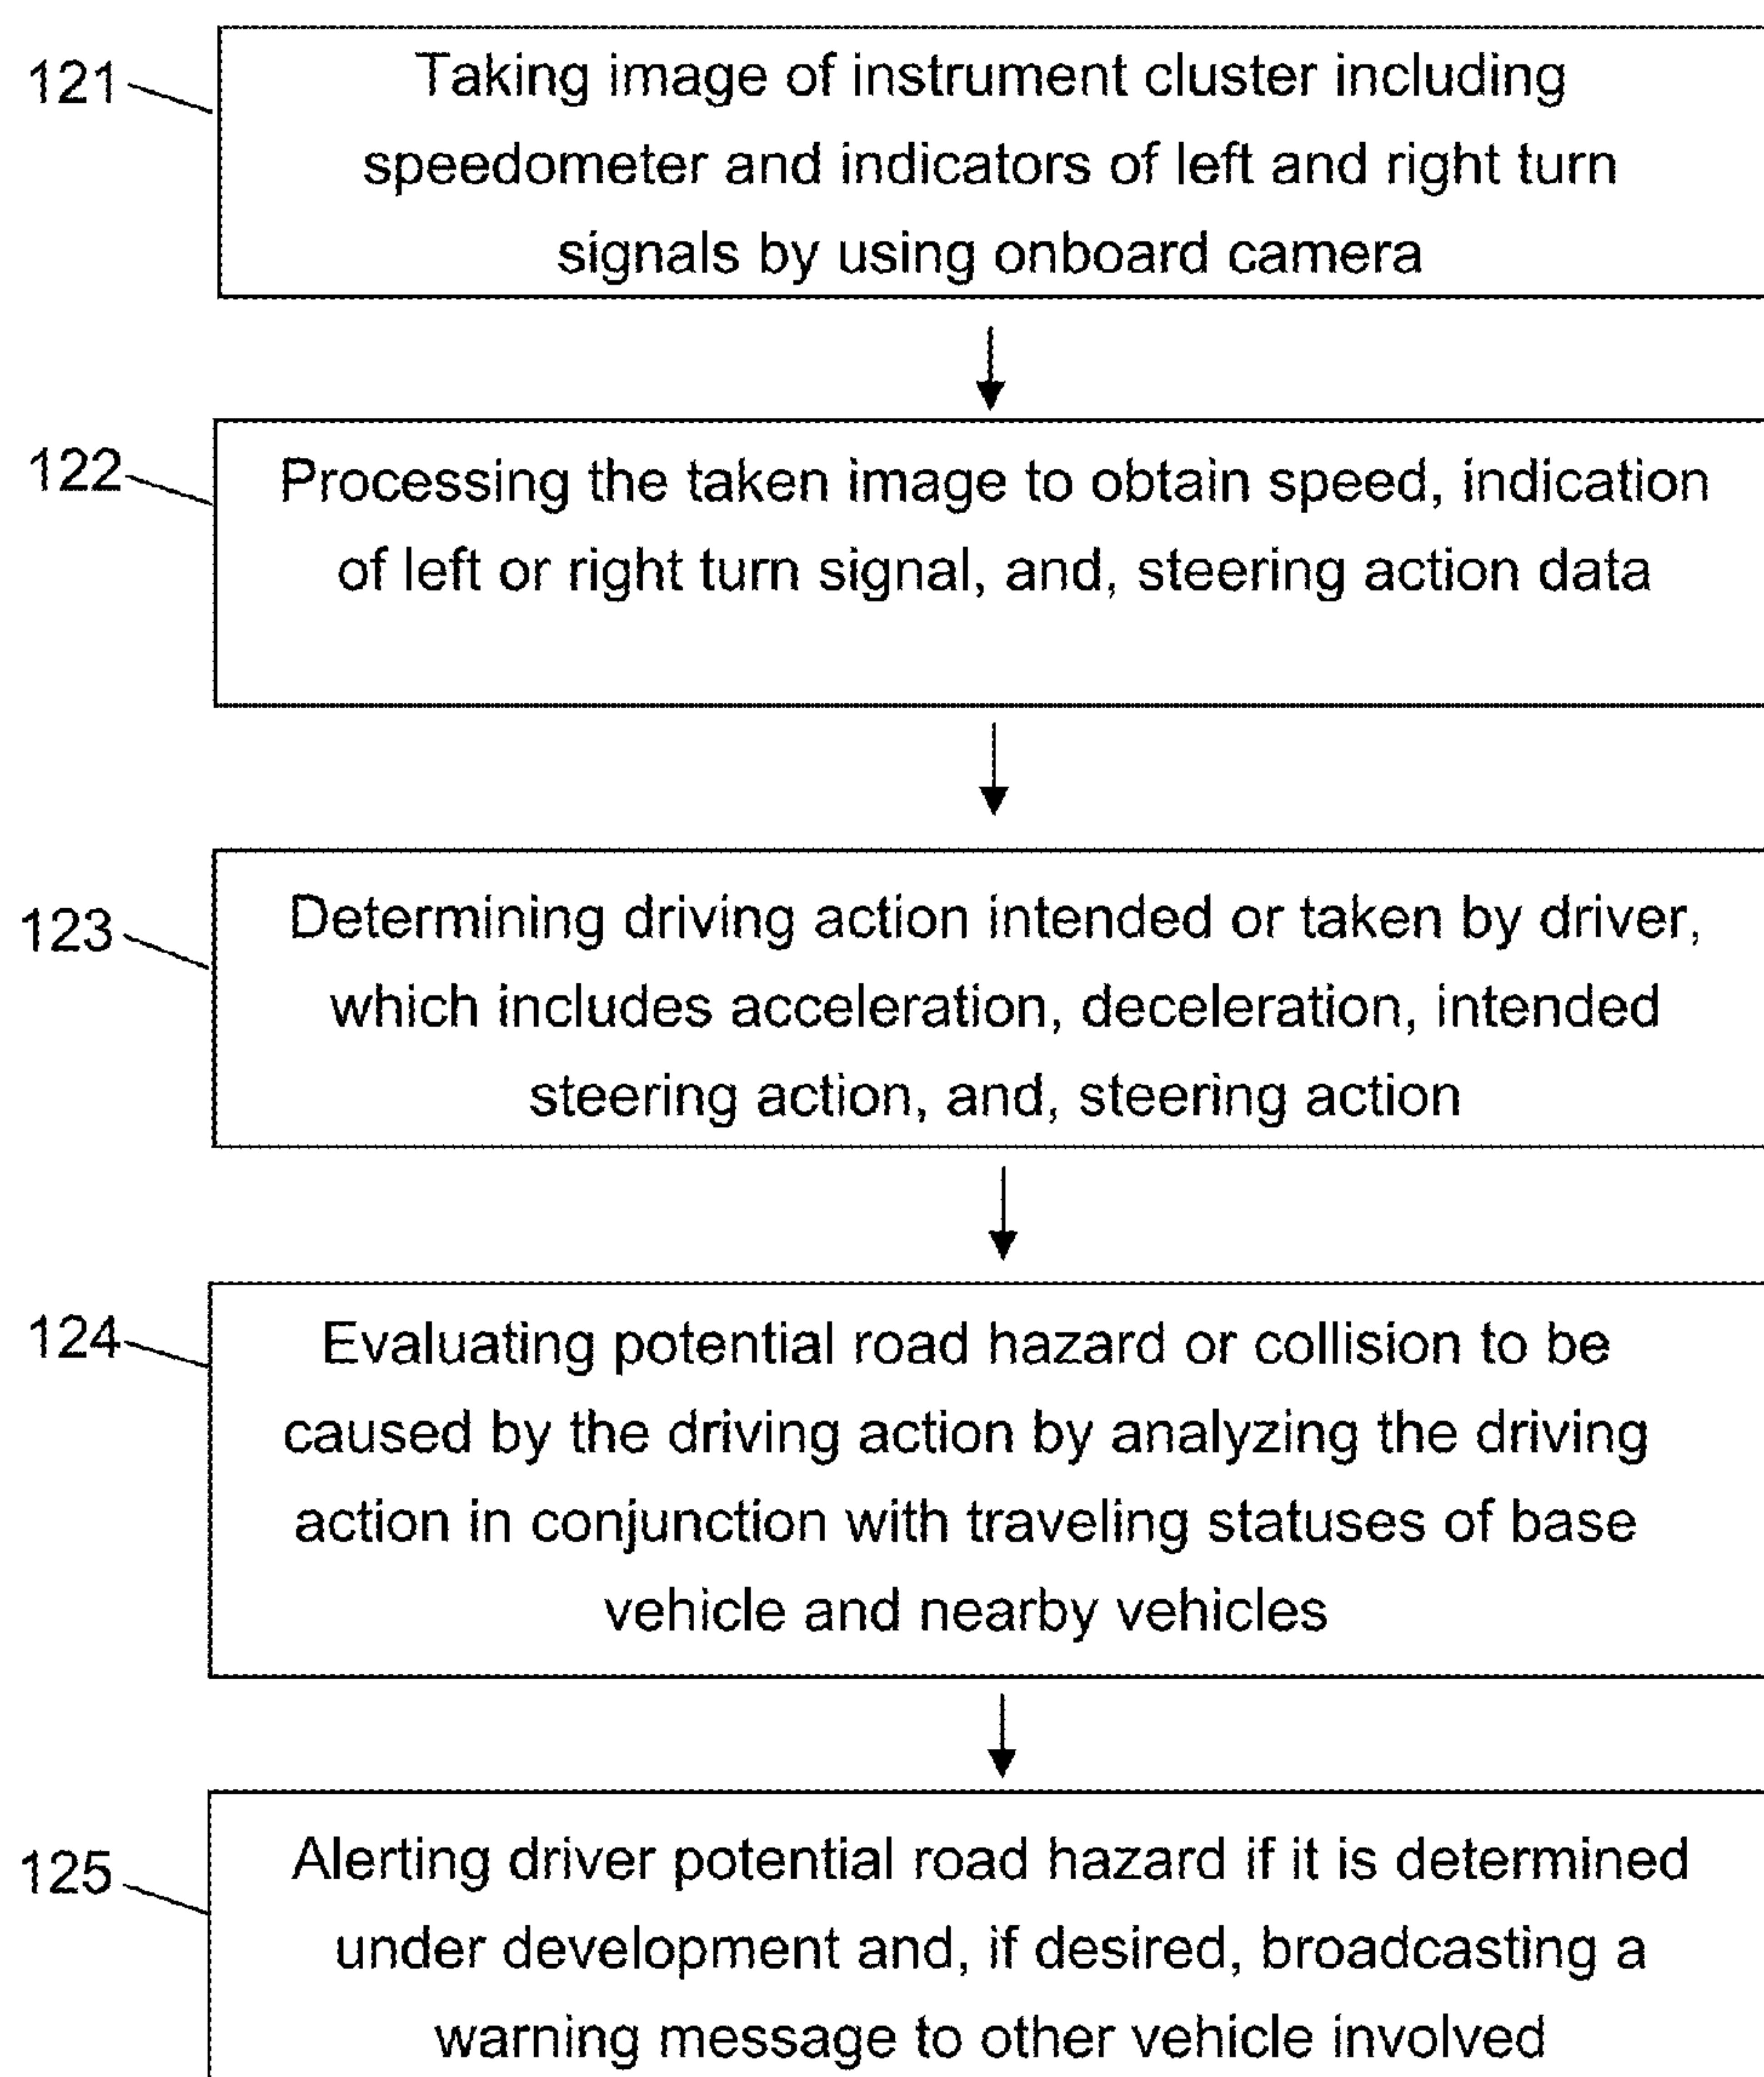 121
Taking image of instrument cluster including
speedometer and indicators of left and right turn
signals by using onboard camera
122
Processing the taken image to obtain speed, indication
of left or right turn signal, and, steering action data
123
Determining driving action intended or taken by driver,
which includes acceleration, deceleration, intended
steering action, and, steering action
124
Evaluating potential road hazard or collision to be
caused by the driving action by analyzing the driving
action in conjunction with traveling statuses of base
vehicle and nearby vehicles
125
Alerting driver potential road hazard if it is determined
under development and, if desired, broadcasting a
warning message to other vehicle involved